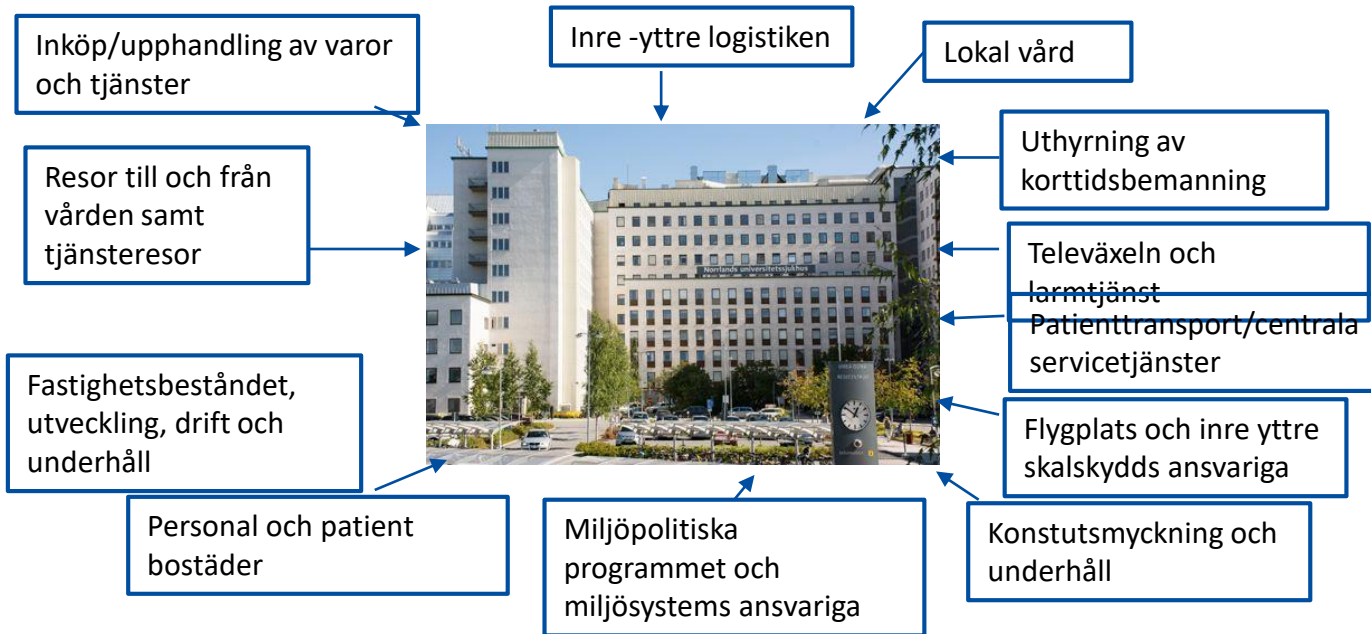 Inköp/upphandling av varor
och tjänster
Inre -yttre logistiken
Lokal vård
Resor till och från
vården samt
tjänsteresor
Uthyrning av
korttidsbemanning
Televäxeln och
larmtjänst
Patienttransport/centrala
servicetjänster
Fastighetsbeståndet,
utveckling, drift och
underhåll
Flygplats och inre yttre
skalskydds ansvariga
Personal och patient
bostäder
Miljöpolitiska
programmet och
miljösystems ansvariga
Konstutsmyckning och
underhåll
Norrlands universitetssjukhus